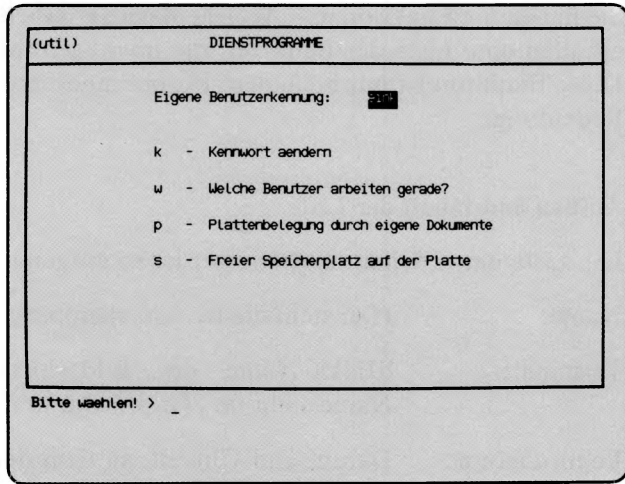 (util) DIENSTPROGRAMME
Eigene Benutzerkennung:
k - Kennwort aendern
w - Welche Benutzer arbeiten gerade?
p - Plattenbelegung durch eigene Dokumente
s - Freier Speicherplatz auf der Platte
Bitte waehlen! > _